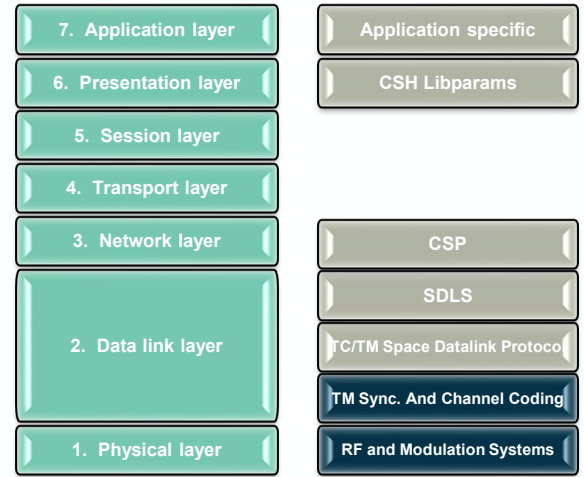 7. Application layer
Application specific
6. Presentation layer
CSH Libparams
5. Session layer
4. Transport layer
3. Network layer
CSP
SDLS
2. Data link layer
TC/TM Space Datalink Protocol
TM Sync. And Channel Coding
1. Physical layer
RF and Modulation Systems